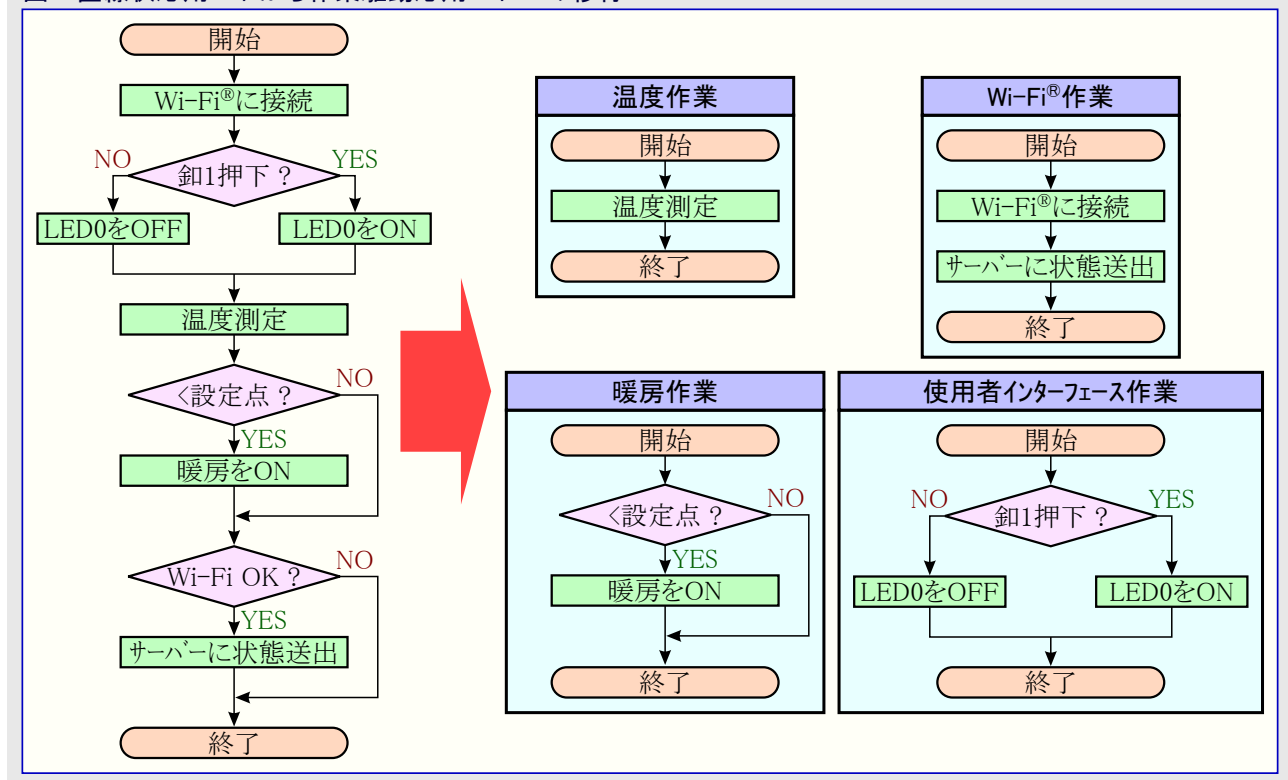 開始
Wi-Fi®に接続
NO
YES
釦1押下 ?
LED0をOFF
LED0をON
温度測定
<設定点 ?
NO
YES
暖房をON
Wi-Fi OK ?
NO
YES
サーバーに状態送出
終了
温度作業
開始
温度測定
終了
Wi-Fi®作業
開始
Wi-Fi®に接続
サーバーに状態送出
終了
暖房作業
開始
<設定点 ?
NO
YES
暖房をON
終了
使用者インターフェース作業
開始
NO
YES
釦1押下 ?
LED0をOFF
LED0をON
終了